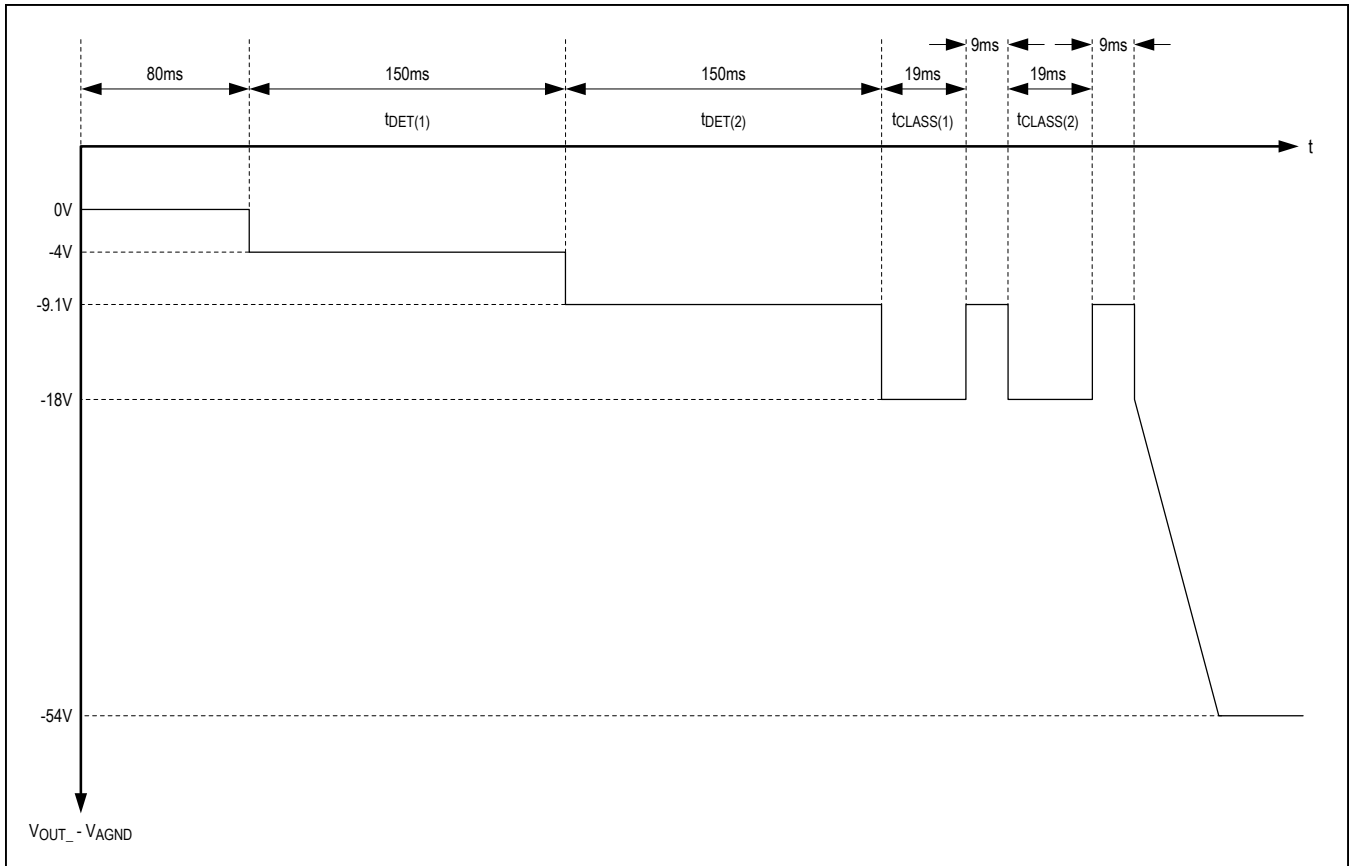 9ms
9ms
80ms
150ms
150ms
19ms
19ms
tDET(1)
tDET(2)
tCLASS(1)
tCLASS(2)
t
0V
-4V
-9.1V
-18V
-54V
VOUT_ - VAGND